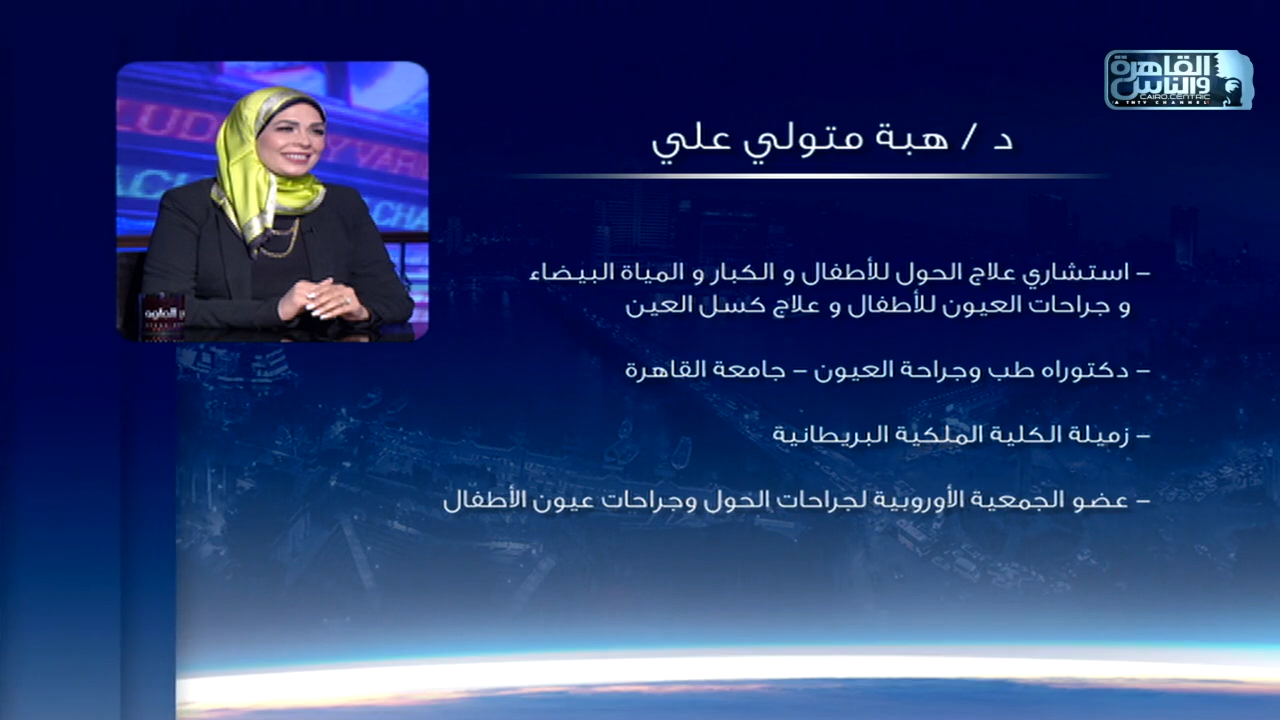 القاهرة
والناس
CAIRO.CENTRIC
A TNTV CHANNEL
د / هبة متولي علي
- استشاري علاج الحول للأطفال و الكبار و المياة البيضاء
و جراحات العيون للأطفال و علاج كسل العين
- دكتوراه طب وجراحة العيون - جامعة القاهرة
- زميلة الكلية الملكية البريطانية
- عضو الجمعية الأوروبية لجراحات الحول وجراحات عيون الأطفال